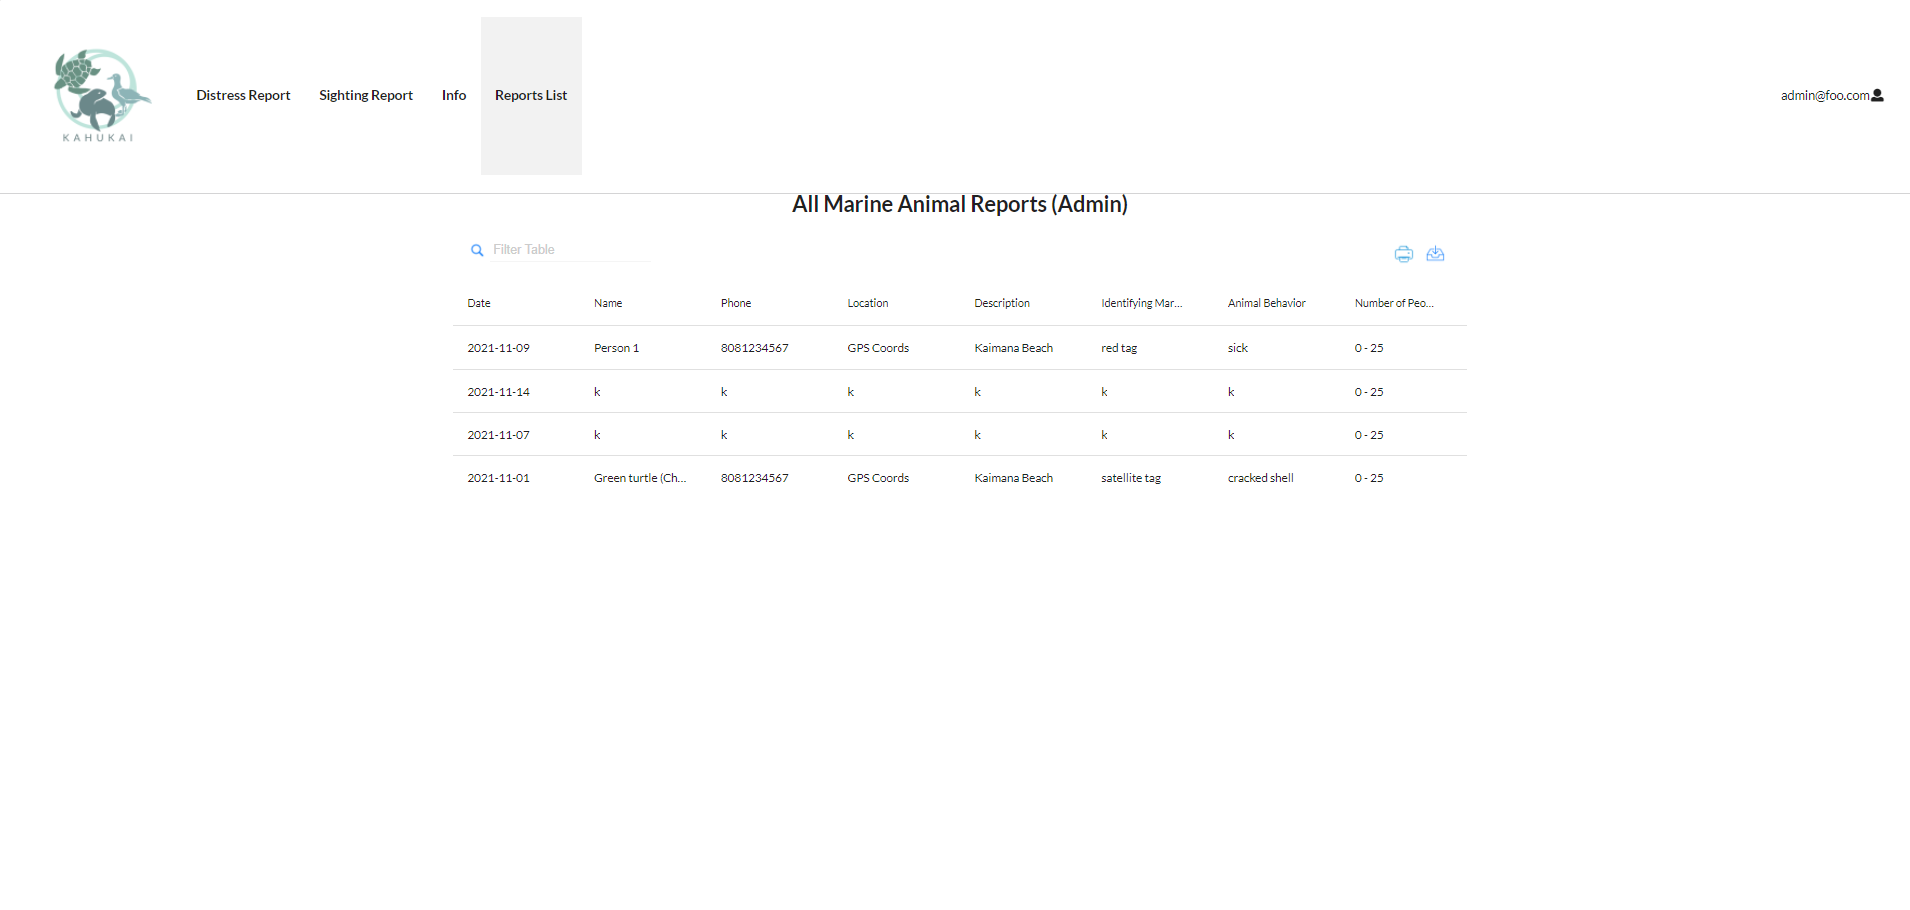 KAHUKAI
Distress Report Sighting Report Info Reports List admin@foo.com
All Marine Animal Reports (Admin)
Filter Table
Date Name Phone Location Description Identifying Mar... Animal Behavior Number of Peo...
2021-11-09 Person 1 8081234567 GPS Coords Kaimana Beach red tag sick 0 - 25
2021-11-14 k k k k k k 0 - 25
2021-11-07 k k k k k k 0 - 25
2021-11-01 Green turtle (Ch... 8081234567 GPS Coords Kaimana Beach satellite tag cracked shell 0 - 25